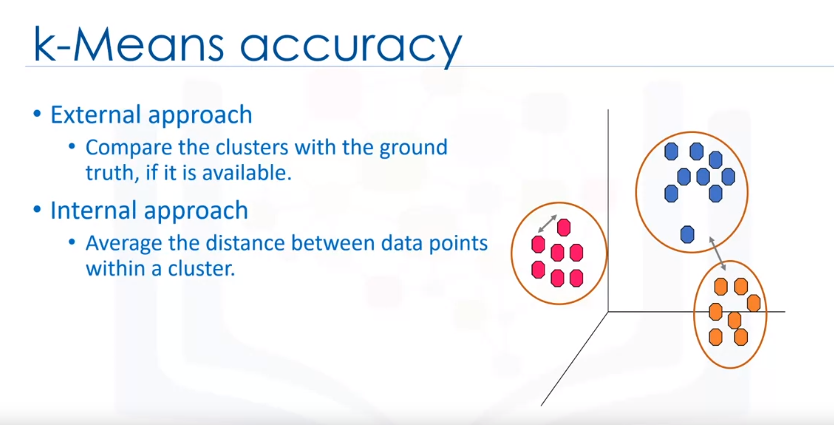 k-Means accuracy
• External approach
• Compare the clusters with the ground
truth, if it is available.
• Internal approach
• Average the distance between data points
within a cluster.